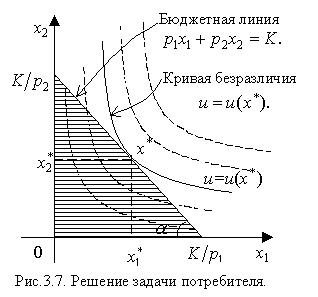 x₂
Бюджетная линия
p₁x₁ + p₂x₂ = K.
K/p₂
Кривая безразличия
u = u(x*).
x*
x₂*
u=u(x*)
α
0
x₁*
K/p₁
x₁
Рис.3.7. Решение задачи потребителя.